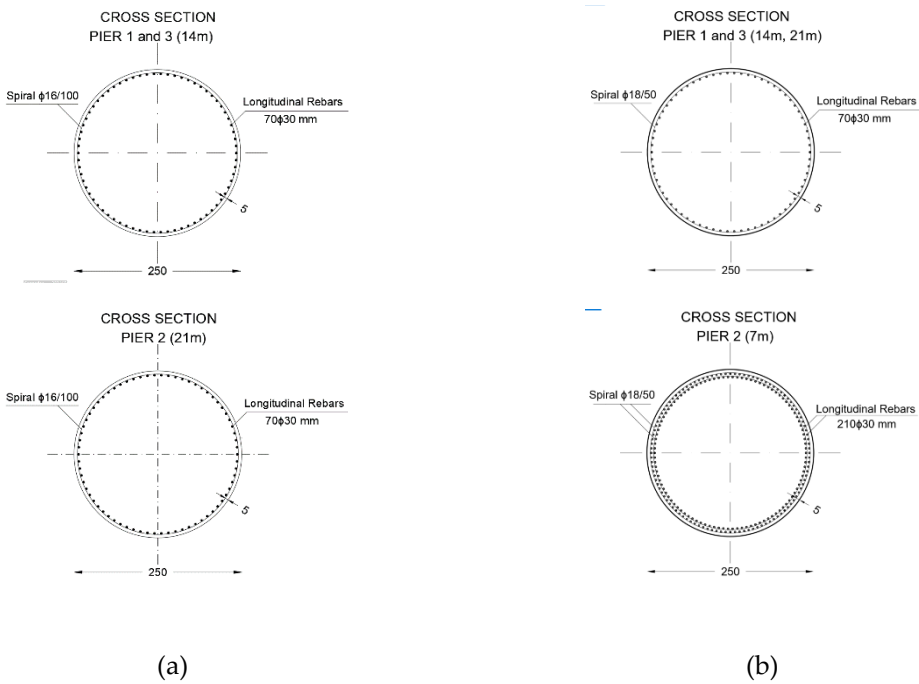 CROSS SECTION
PIER 1 and 3 (14m)
Spiral ϕ16/100
Longitudinal Rebars
70ϕ30 mm
5
250
CROSS SECTION
PIER 2 (21m)
Spiral ϕ16/100
Longitudinal Rebars
70ϕ30 mm
5
250
(a)
CROSS SECTION
PIER 1 and 3 (14m, 21m)
Spiral ϕ18/50
Longitudinal Rebars
70ϕ30 mm
5
250
CROSS SECTION
PIER 2 (7m)
Spiral ϕ18/50
Longitudinal Rebars
210ϕ30 mm
5
250
(b)